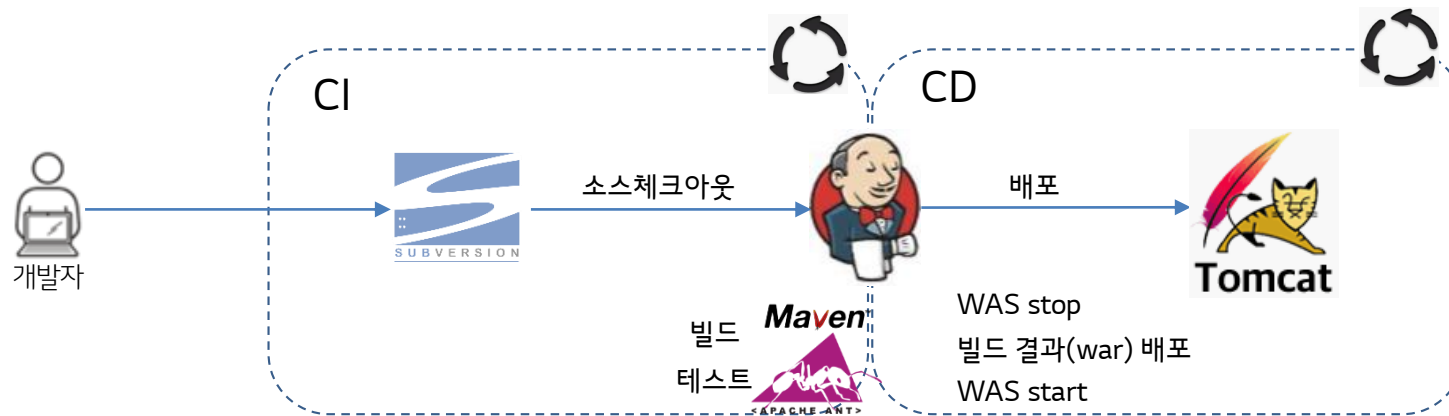 CI
CD
개발자
SUBVERSION
소스체크아웃
배포
Tomcat
빌드
테스트
Maven
<APACHE ANT>
WAS stop
빌드 결과(war) 배포
WAS start